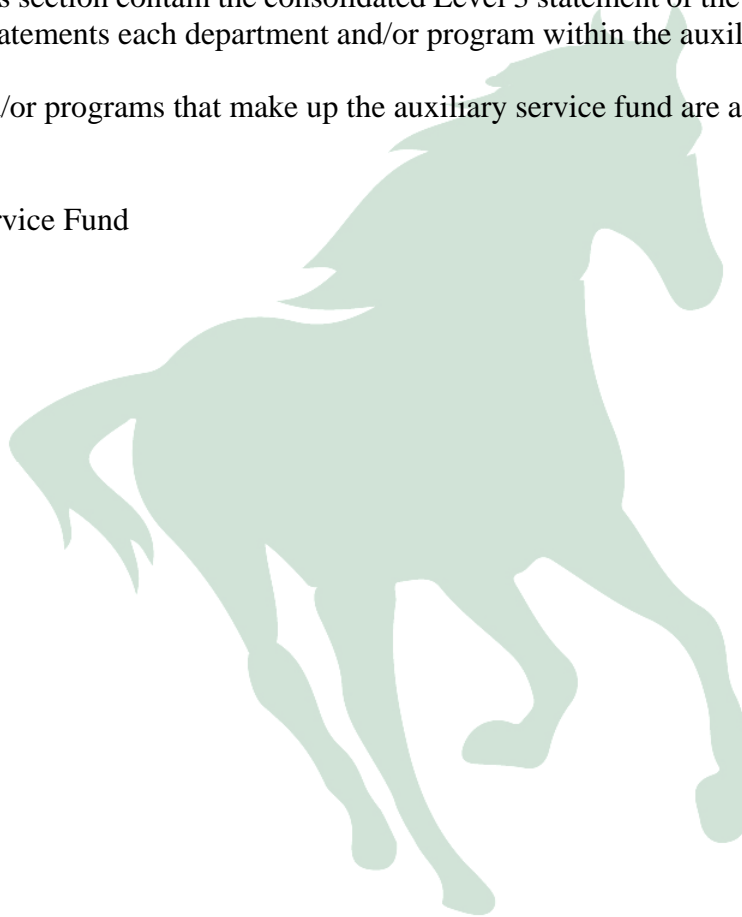 s section contain the consolidated Level 3 statement of the
atements each department and/or program within the auxil
/or programs that make up the auxiliary service fund are a
rvice Fund